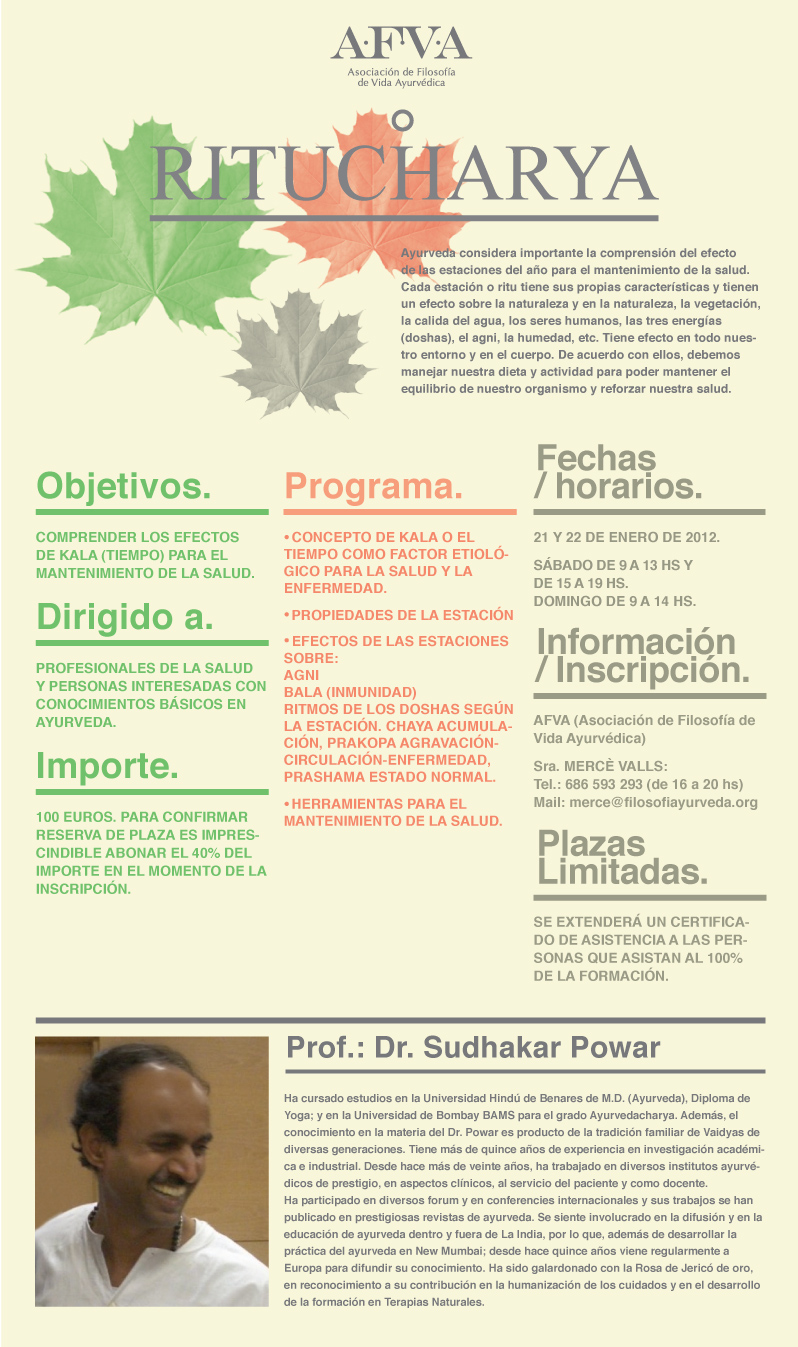 A·F·V·A
Asociación de Filosofía
de Vida Ayurvédica
RITUCHARYA
Ayurveda considera importante la comprensión del efecto
de las estaciones del año para el mantenimiento de la salud.
Cada estación o ritu tiene sus propias características y tienen
un efecto sobre la naturaleza y en la naturaleza, la vegetación,
la calida del agua, los seres humanos, las tres energías
(doshas), el agni, la humedad, etc. Tiene efecto en todo nues-
tro entorno y en el cuerpo. De acuerdo con ellos, debemos
manejar nuestra dieta y actividad para poder mantener el
equilibrio de nuestro organismo y reforzar nuestra salud.
Objetivos.
COMPRENDER LOS EFECTOS
DE KALA (TIEMPO) PARA EL
MANTENIMIENTO DE LA SALUD.
Dirigido a.
PROFESIONALES DE LA SALUD
Y PERSONAS INTERESADAS CON
CONOCIMIENTOS BÁSICOS EN
AYURVEDA.
Importe.
100 EUROS. PARA CONFIRMAR
RESERVA DE PLAZA ES IMPRES-
CINDIBLE ABONAR EL 40% DEL
IMPORTE EN EL MOMENTO DE LA
INSCRIPCIÓN.
Programa.
• CONCEPTO DE KALA O EL
TIEMPO COMO FACTOR ETIOLÓ-
GICO PARA LA SALUD Y LA
ENFERMEDAD.
• PROPIEDADES DE LA ESTACIÓN
• EFECTOS DE LAS ESTACIONES
SOBRE:
AGNI
BALA (INMUNIDAD)
RITMOS DE LOS DOSHAS SEGÚN
LA ESTACIÓN. CHAYA ACUMULA-
CIÓN, PRAKOPA AGRAVACIÓN-
CIRCULACIÓN-ENFERMEDAD,
PRASHAMA ESTADO NORMAL.
• HERRAMIENTAS PARA EL
MANTENIMIENTO DE LA SALUD.
Fechas
/ horarios.
21 Y 22 DE ENERO DE 2012.
SÁBADO DE 9 A 13 HS Y
DE 15 A 19 HS.
DOMINGO DE 9 A 14 HS.
Información
/ Inscripción.
AFVA (Asociación de Filosofía de
Vida Ayurvédica)
Sra. MERCÈ VALLS:
Tel.: 686 593 293 (de 16 a 20 hs)
Mail: merce@filosofiayurveda.org
Plazas
Limitadas.
SE EXTENDERÁ UN CERTIFICA-
DO DE ASISTENCIA A LAS PER-
SONAS QUE ASISTAN AL 100%
DE LA FORMACIÓN.
Prof.: Dr. Sudhakar Powar
Ha cursado estudios en la Universidad Hindú de Benares de M.D. (Ayurveda), Diploma de
Yoga; y en la Universidad de Bombay BAMS para el grado Ayurvedacharya. Además, el
conocimiento en la materia del Dr. Powar es producto de la tradición familiar de Vaidyas de
diversas generaciones. Tiene más de quince años de experiencia en investigación académi-
ca e industrial. Desde hace más de veinte años, ha trabajado en diversos institutos ayurvé-
dicos de prestigio, en aspectos clínicos, al servicio del paciente y como docente.
Ha participado en diversos forum y en conferencies internacionales y sus trabajos se han
publicado en prestigiosas revistas de ayurveda. Se siente involucrado en la difusión y en la
educación de ayurveda dentro y fuera de La India, por lo que, además de desarrollar la
práctica del ayurveda en New Mumbai; desde hace quince años viene regularmente a
Europa para difundir su conocimiento. Ha sido galardonado con la Rosa de Jericó de oro,
en reconocimiento a su contribución en la humanización de los cuidados y en el desarrollo
de la formación en Terapias Naturales.